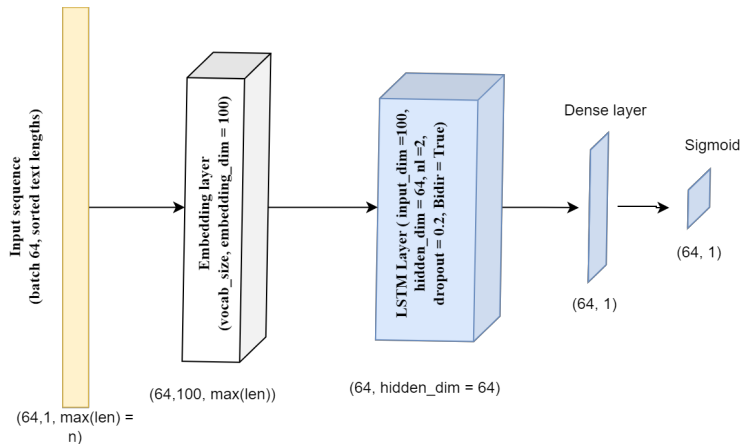 Input sequence
(batch 64, sorted text lengths)
(64,1, max(len) =
n)
Embedding layer
(vocab_size, embedding_dim = 100)
(64,100, max(len))
LSTM Layer ( input_dim =100,
hidden_dim = 64, nl =2,
dropout = 0.2, Bidir = True)
(64, hidden_dim = 64)
Dense layer
(64, 1)
Sigmoid
(64, 1)